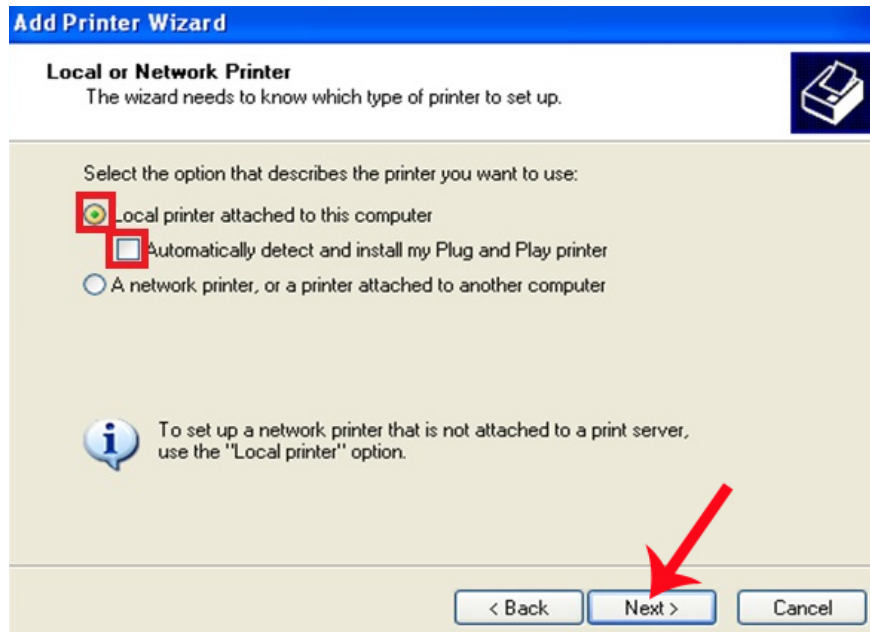 Add Printer Wizard
Local or Network Printer
The wizard needs to know which type of printer to set up.
Select the option that describes the printer you want to use:
Local printer attached to this computer
Automatically detect and install my Plug and Play printer
A network printer, or a printer attached to another computer
To set up a network printer that is not attached to a print server,
use the "Local printer" option.
< Back Next > Cancel